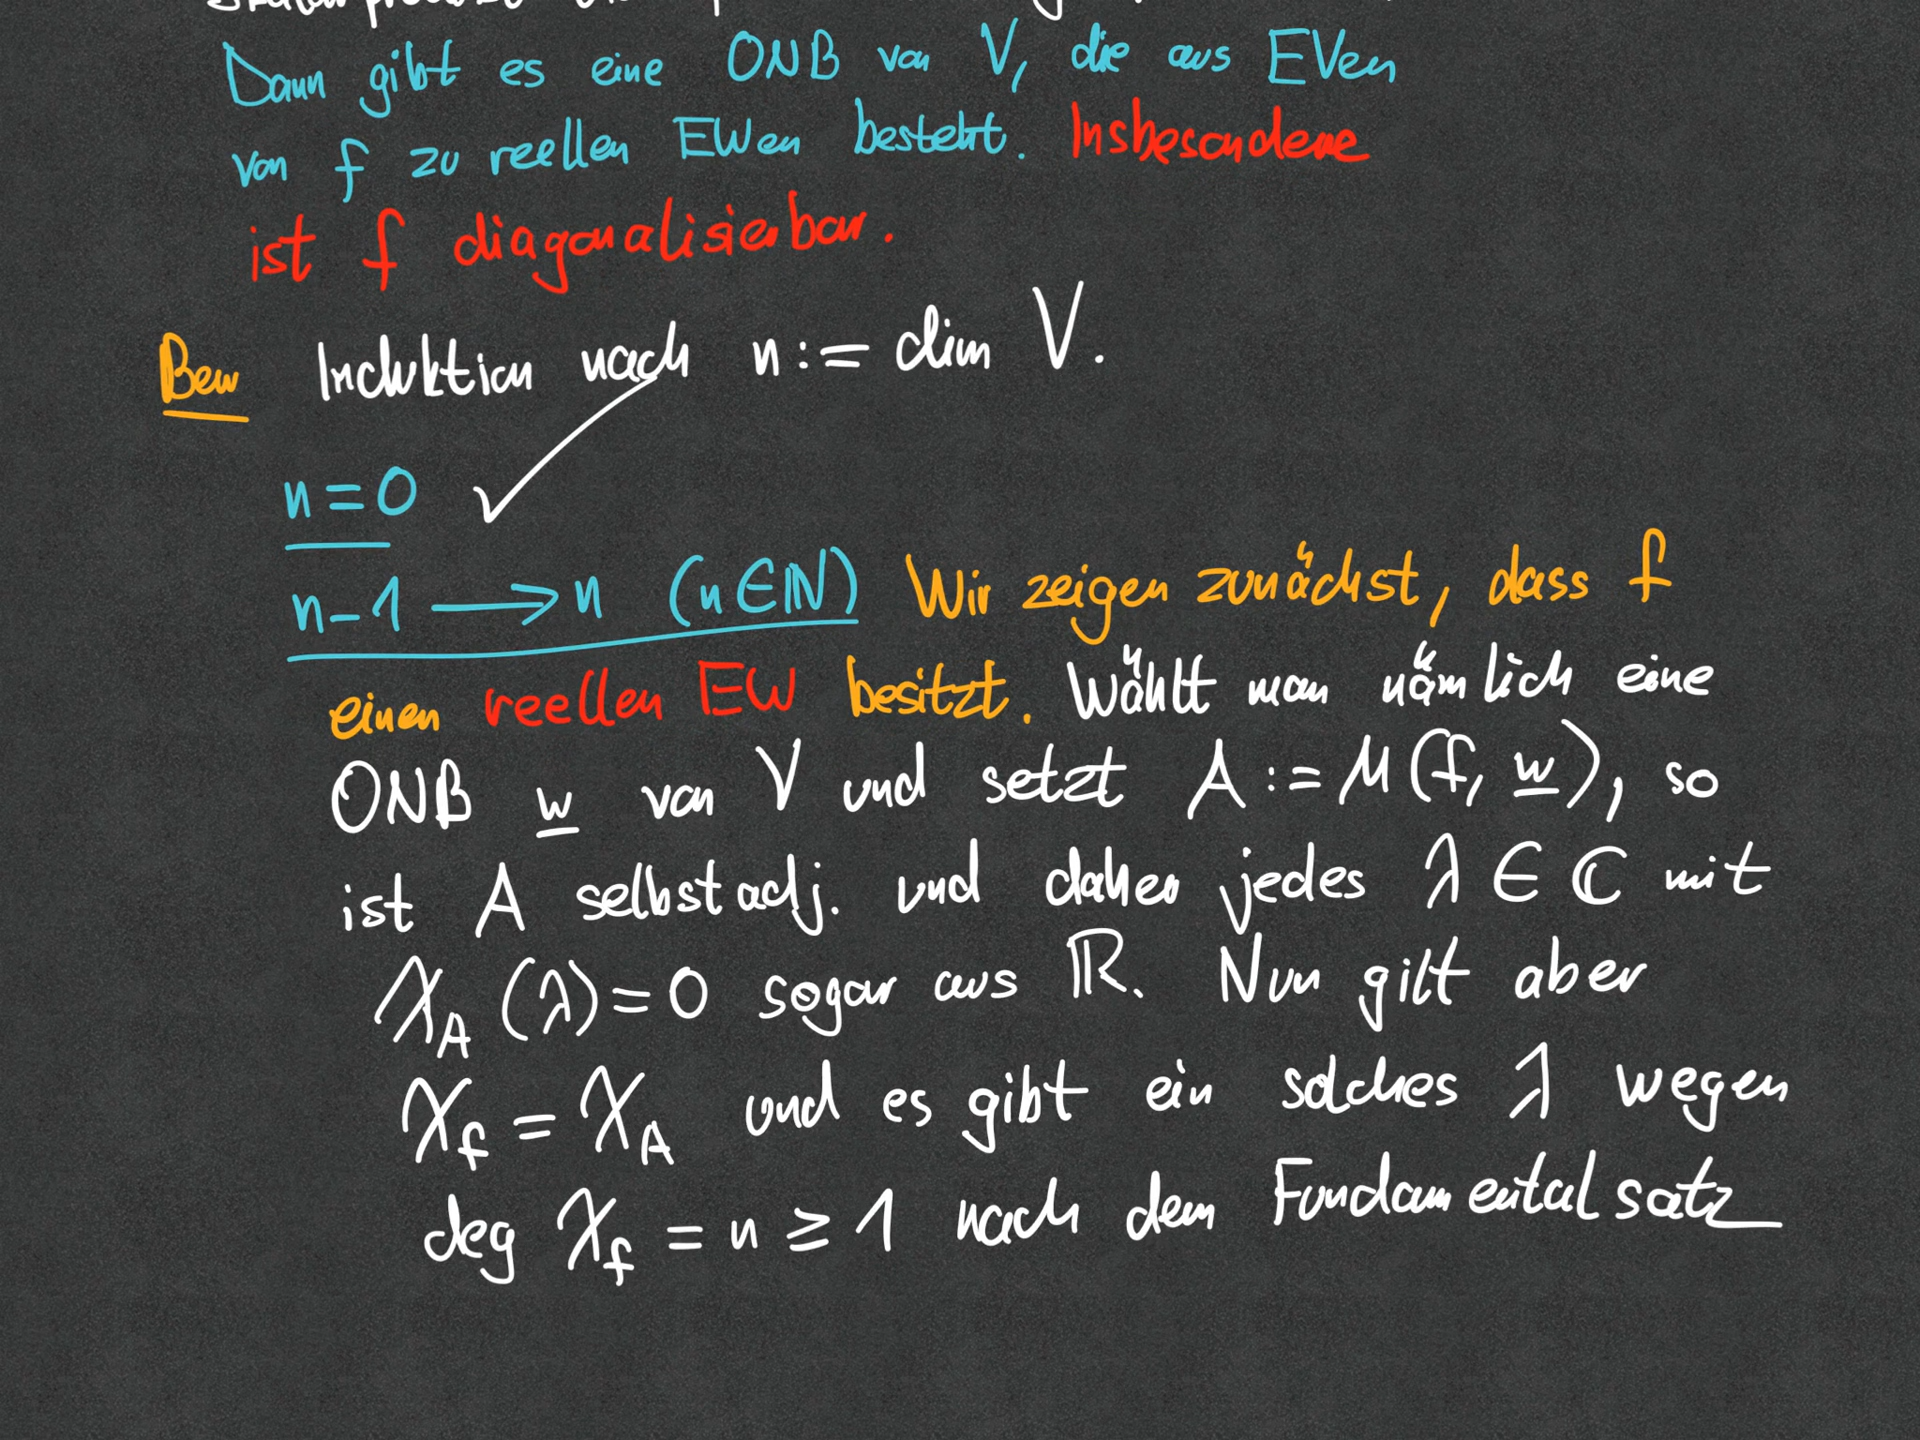 Dann gibt es eine ONB von V, die aus EVen
von f zu reellen EWen besteht. Insbesondere
ist f diagonalisierbar.
Bew Induktion nach n := dim V.
n = 0 ✓
n-1 ⟶ n (n ∈ ℕ) Wir zeigen zunächst, dass f
einen reellen EW besitzt. Wählt man nämlich eine
ONB w von V und setzt A := M(f, w), so
ist A selbstadj. und daher jedes λ ∈ ℂ mit
χ_A (λ) = 0 sogar aus ℝ. Nun gilt aber
χ_f = χ_A und es gibt ein solches λ wegen
deg χ_f = n ≥ 1 nach dem Fundamentalsatz